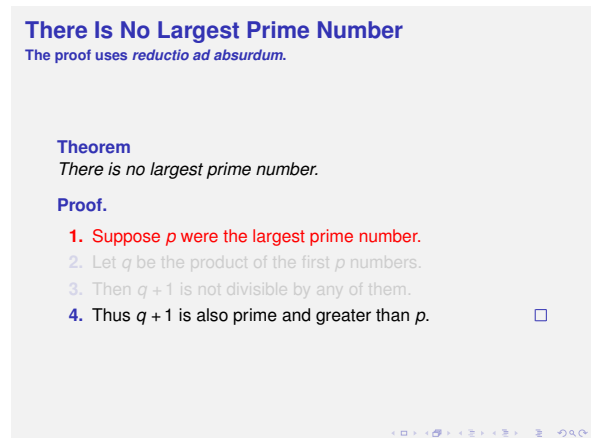 There Is No Largest Prime Number
The proof uses reductio ad absurdum.
Theorem
There is no largest prime number.
Proof.
1. Suppose p were the largest prime number.
2. Let q be the product of the first p numbers.
3. Then q + 1 is not divisible by any of them.
4. Thus q + 1 is also prime and greater than p.